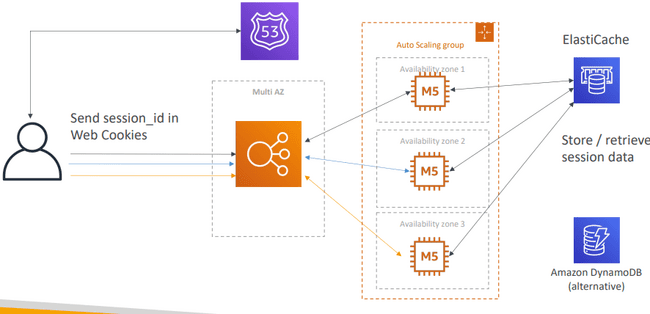 53
Auto Scaling group
ElastiCache
Availability zone 1
Multi AZ
M5
Send session_id in
Web Cookies
Availability zone 2
M5
Store / retrieve
session data
Availability zone 3
M5
Amazon DynamoDB
(alternative)